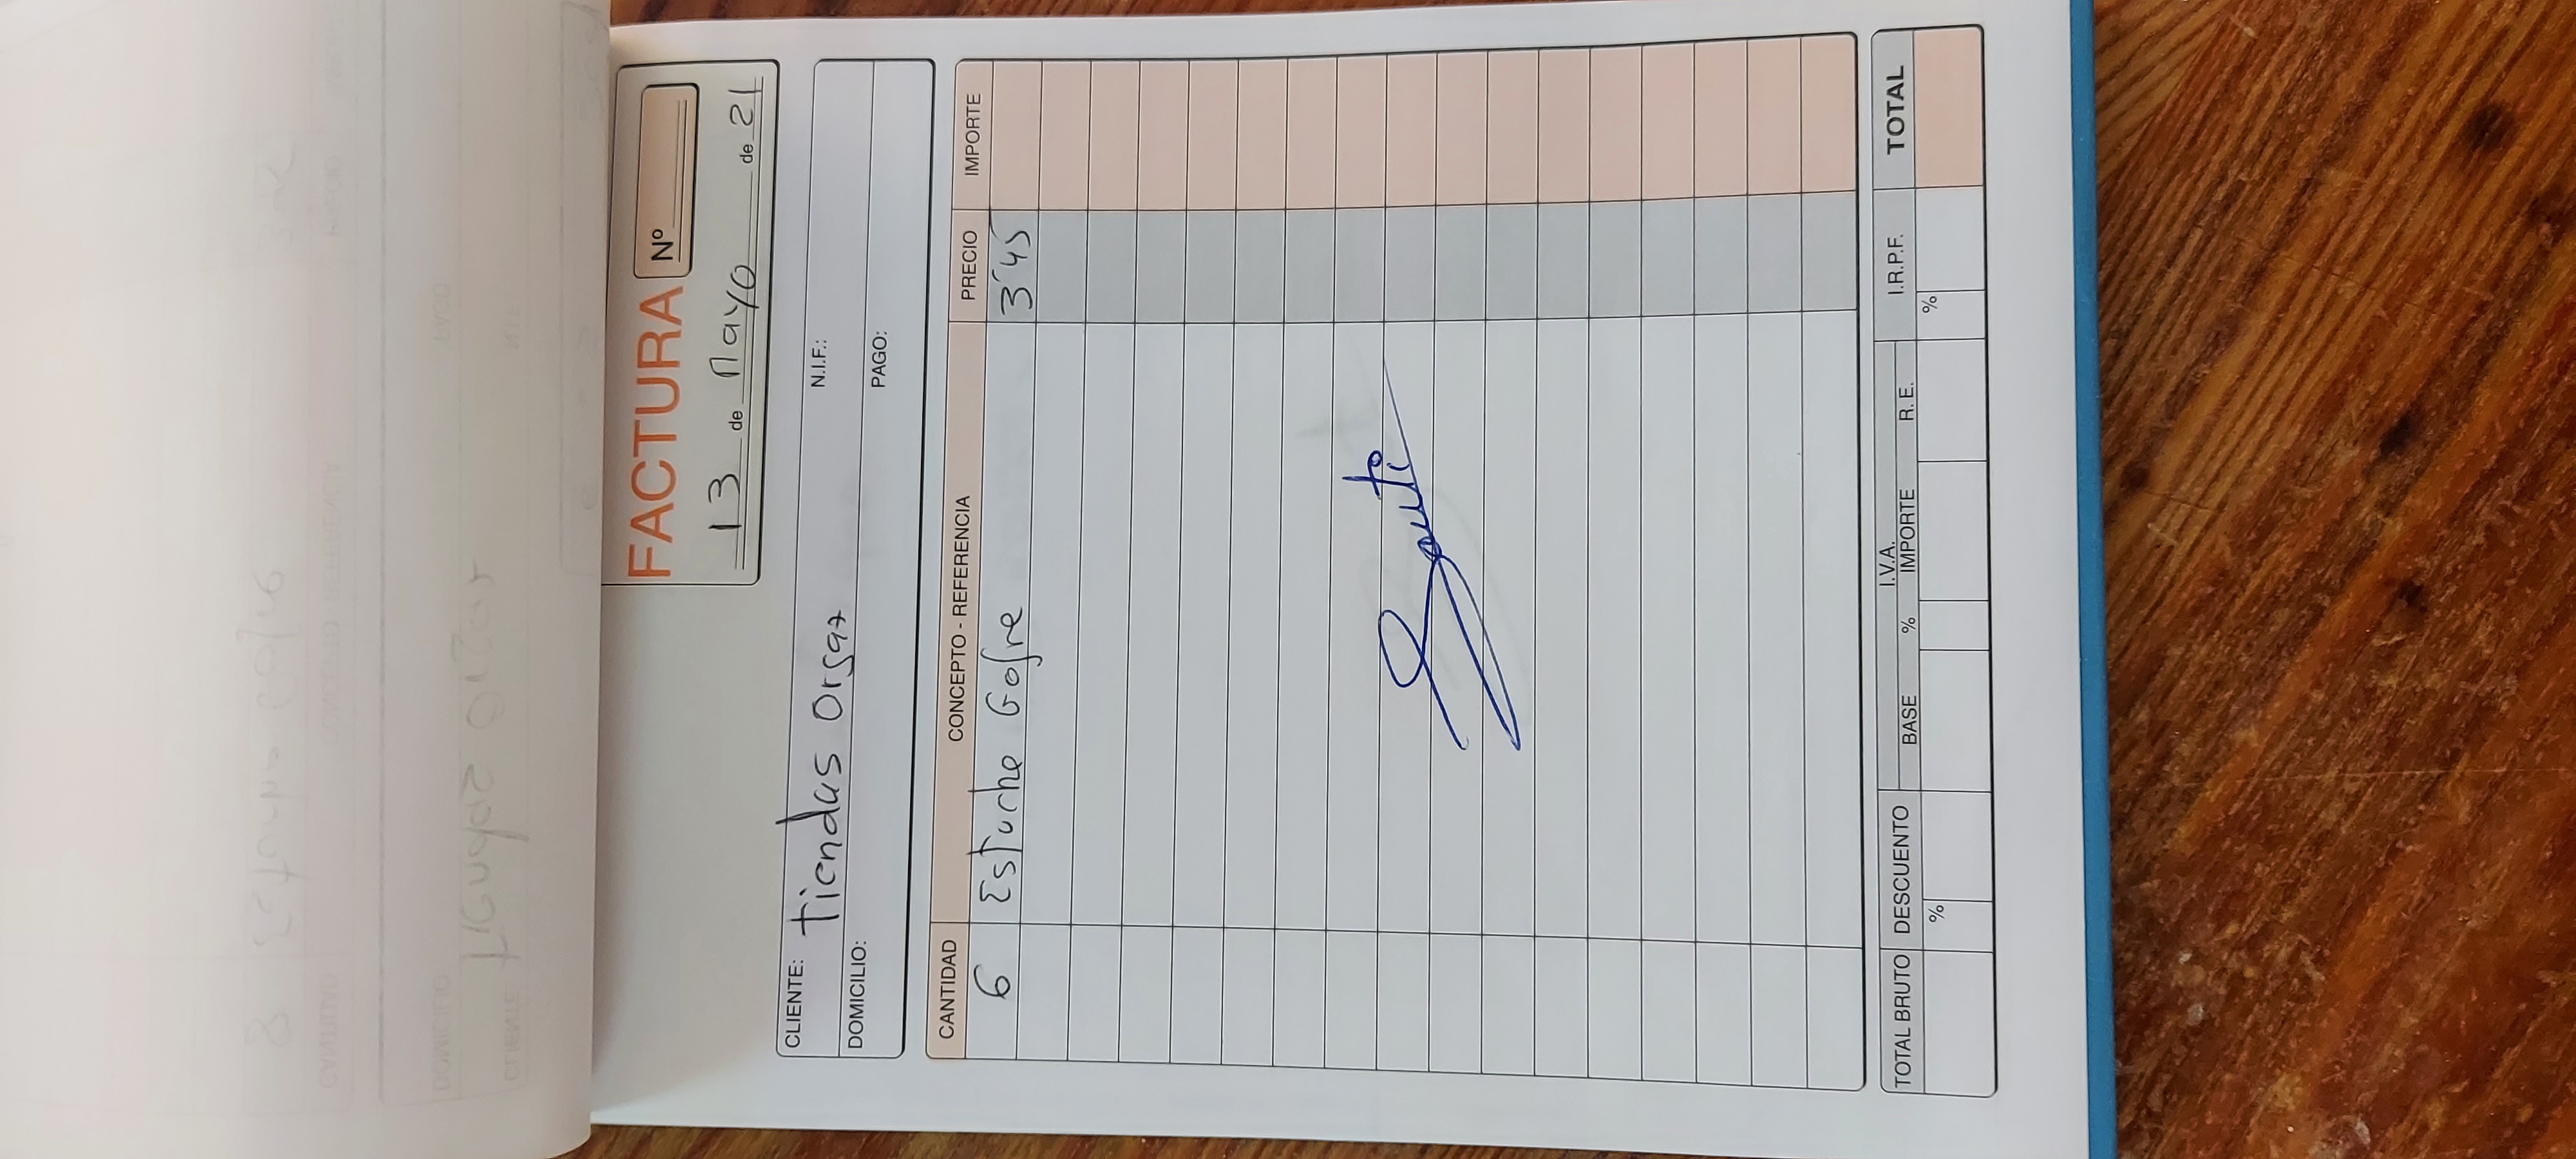 FACTURA Nº
13 de Mayo de 21
CLIENTE: Tiendas Orgaz N.I.F.:
DOMICILIO: PAGO:
CANTIDAD CONCEPTO - REFERENCIA PRECIO IMPORTE
6 Estuche Gofre 3'45
TOTAL BRUTO DESCUENTO I.V.A. I.R.P.F. TOTAL
% BASE % IMPORTE R. E. %